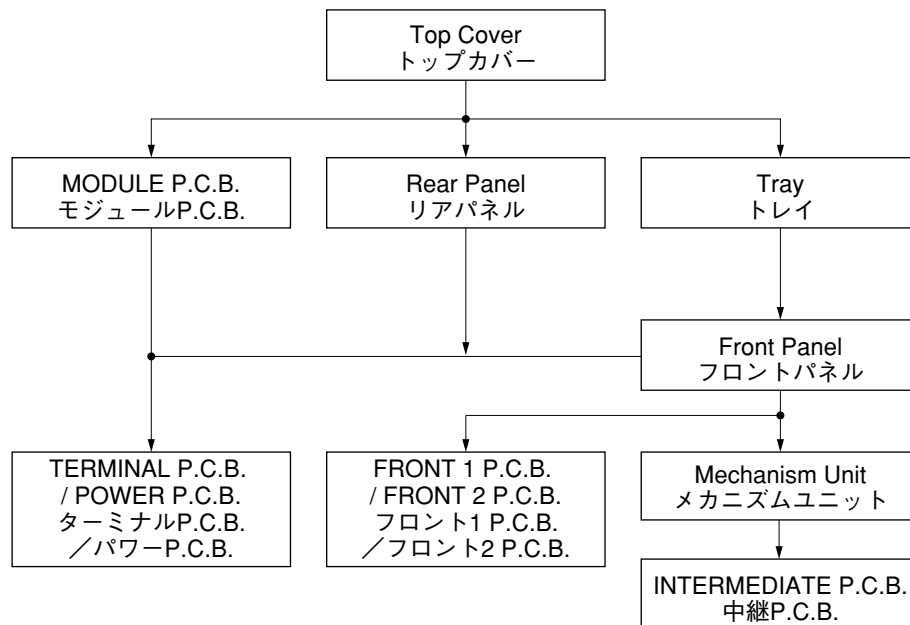 Top Cover
トップカバー
MODULE P.C.B.
モジュールP.C.B.
Rear Panel
リアパネル
Tray
トレイ
Front Panel
フロントパネル
TERMINAL P.C.B.
/ POWER P.C.B.
ターミナルP.C.B.
／パワーP.C.B.
FRONT 1 P.C.B.
/ FRONT 2 P.C.B.
フロント1 P.C.B.
／フロント2 P.C.B.
Mechanism Unit
メカニズムユニット
INTERMEDIATE P.C.B.
中継P.C.B.